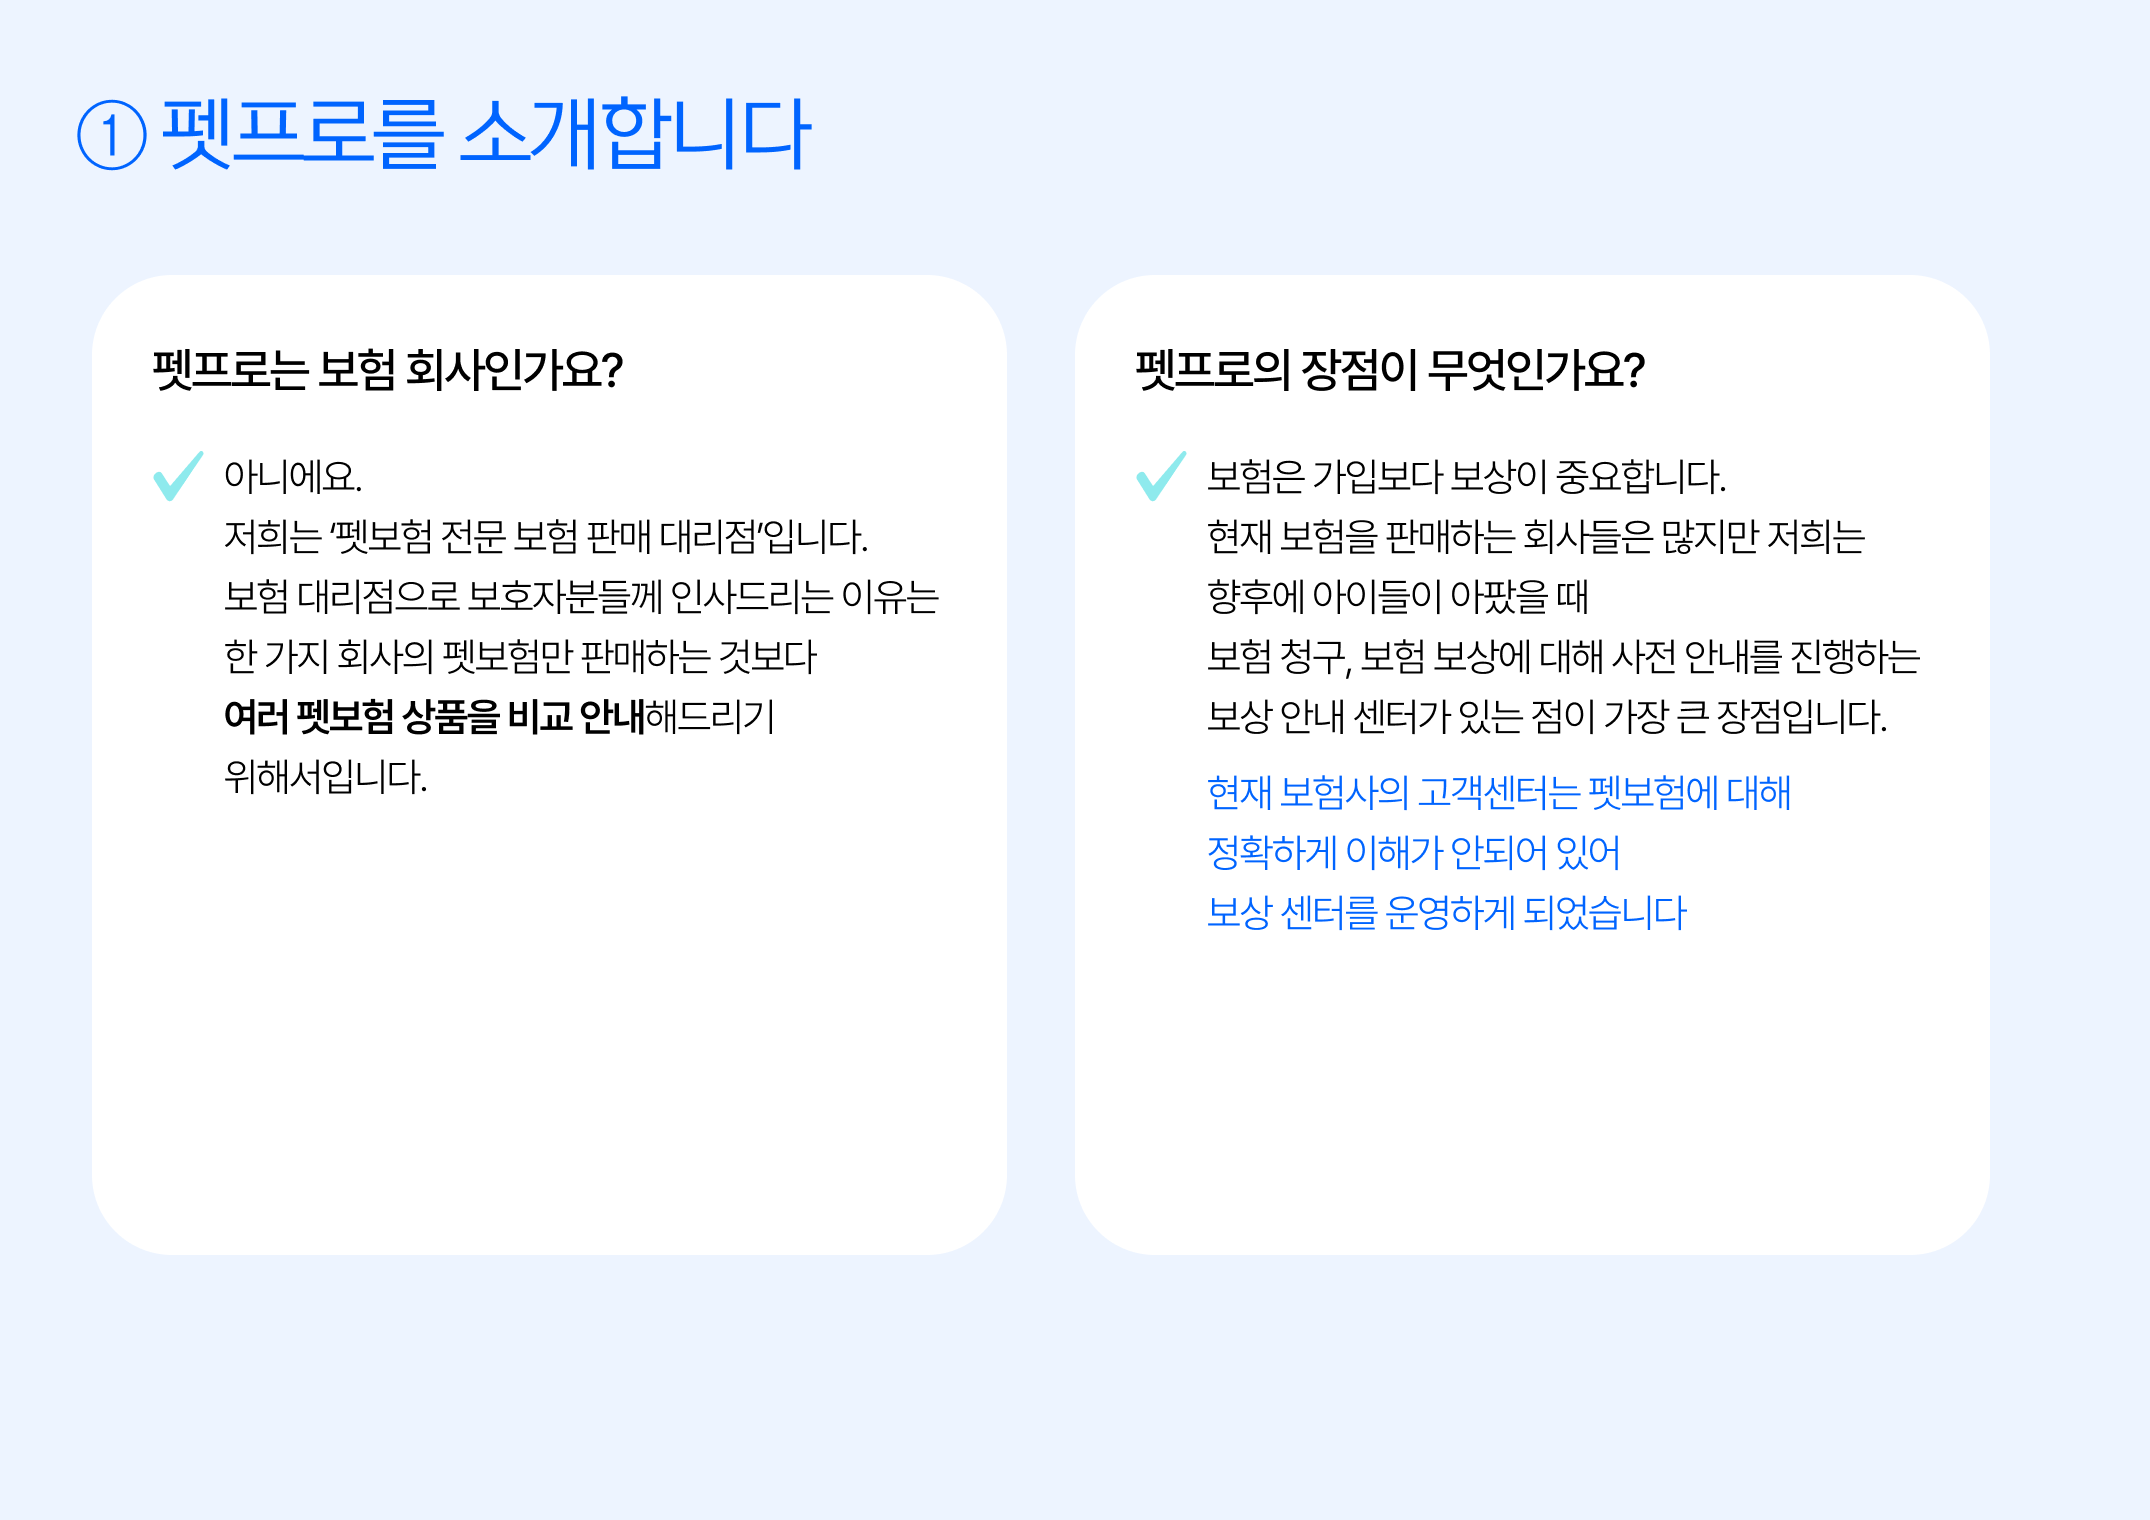 ① 펫프로를 소개합니다
펫프로는 보험 회사인가요?
아니에요.
저희는 ‘펫보험 전문 보험 판매 대리점’입니다.
보험 대리점으로 보호자분들께 인사드리는 이유는
한 가지 회사의 펫보험만 판매하는 것보다
여러 펫보험 상품을 비교 안내해드리기
위해서입니다.
펫프로의 장점이 무엇인가요?
보험은 가입보다 보상이 중요합니다.
현재 보험을 판매하는 회사들은 많지만 저희는
향후에 아이들이 아팠을 때
보험 청구, 보험 보상에 대해 사전 안내를 진행하는
보상 안내 센터가 있는 점이 가장 큰 장점입니다.
현재 보험사의 고객센터는 펫보험에 대해
정확하게 이해가 안되어 있어
보상 센터를 운영하게 되었습니다